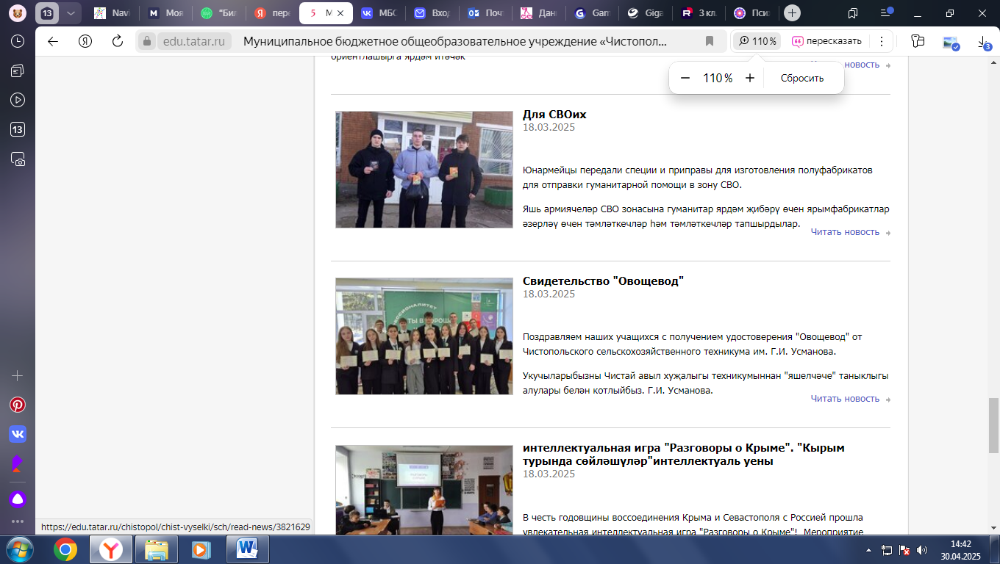 13
Navi
Моя
"Бил
пере
5 М
МБС
Вход
Почт
Дан
Gam
Giga
3 кл
Пси
edu.tatar.ru
Муниципальное бюджетное общеобразовательное учреждение «Чистопол...
110 %
пересказать
3
110 %
Сбросить
13
ориентлашырга ярдәм итәчәк
новость
Для СВОих
18.03.2025
Юнармейцы передали специи и приправы для изготовления полуфабрикатов
для отправки гуманитарной помощи в зону СВО.
Яшь армиячеләр СВО зонасына гуманитар ярдәм җибәрү өчен ярымфабрикатлар
әзерләү өчен тәмләткечләр һәм тәмләткечләр тапшырдылар.
Читать новость
Свидетельство "Овощевод"
18.03.2025
Поздравляем наших учащихся с получением удостоверения "Овощевод" от
Чистопольского сельскохозяйственного техникума им. Г.И. Усманова.
Укучыларыбызны Чистай авыл хуҗалыгы техникумыннан "яшелчәче" таныклыгы
алулары белән котлыйбыз. Г.И. Усманова.
Читать новость
интеллектуальная игра "Разговоры о Крыме". "Кырым
турында сөйләшүләр"интеллектуаль уены
18.03.2025
В честь годовщины воссоединения Крыма и Севастополя с Россией прошла
увлекательная интеллектуальная игра "Разговоры о Крыме"! Мероприятие
https://edu.tatar.ru/chistopol/chist-vyselki/sch/read-news/3821629
14:42
30.04.2025